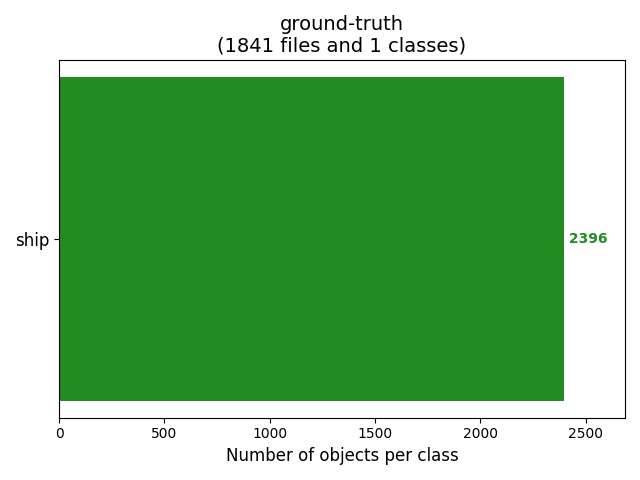 ground-truth
(1841 files and 1 classes)
ship
2396
0 500 1000 1500 2000 2500
Number of objects per class